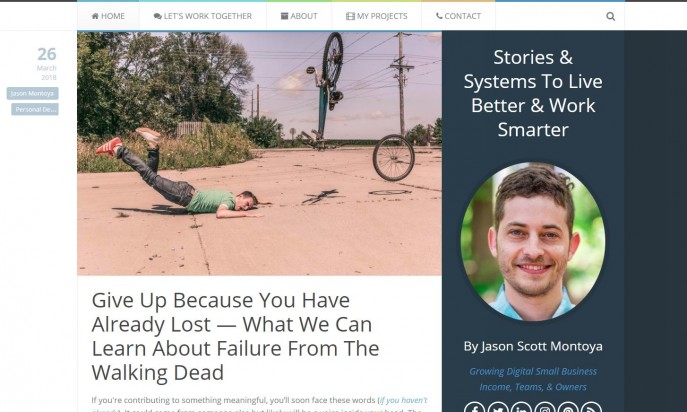 HOME
LET'S WORK TOGETHER
ABOUT
MY PROJECTS
CONTACT
26
March
2018
Jason Montoya
Personal De...
Give Up Because You Have
Already Lost — What We Can
Learn About Failure From The
Walking Dead
If you're contributing to something meaningful, you'll soon face these words (if you haven't
Stories &
Systems To Live
Better & Work
Smarter
By Jason Scott Montoya
Growing Digital Small Business
Income, Teams, & Owners